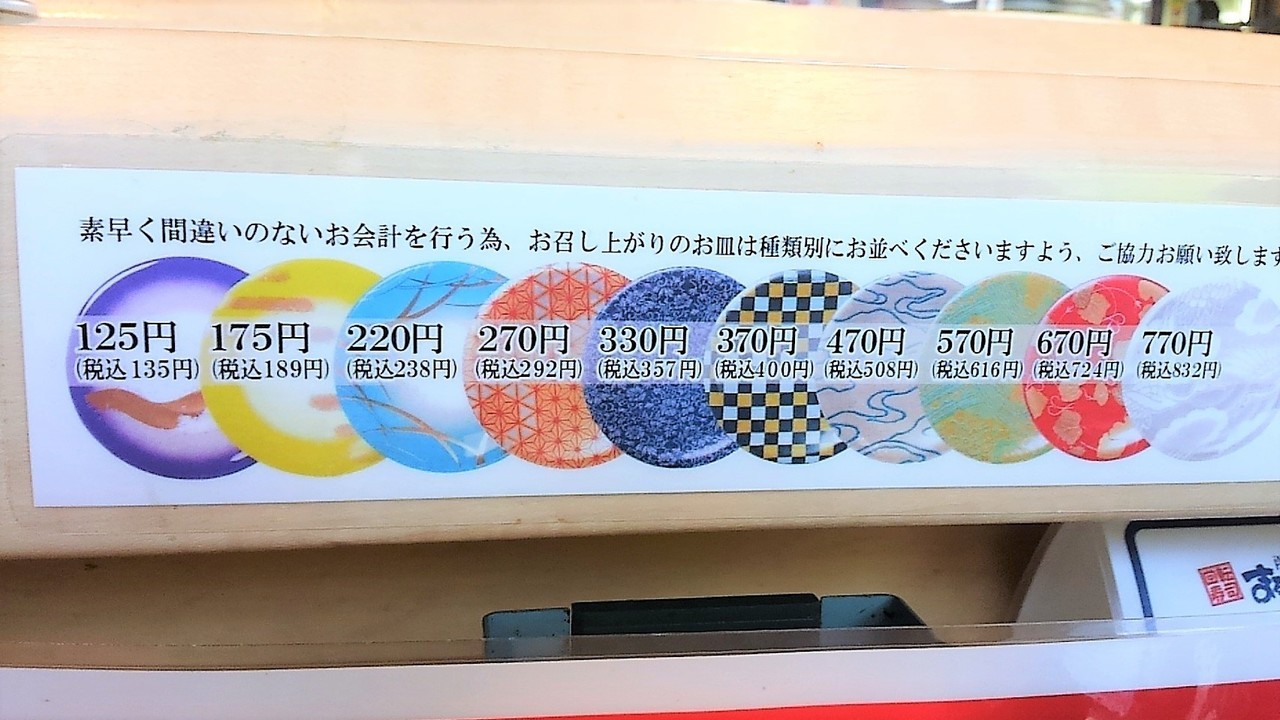 素早く間違いのないお会計を行う為、お召し上がりのお皿は種類別にお並べくださいますよう、ご協力お願い致します
125円 175円 220円 270円 330円 370円 470円 570円 670円 770円
(税込135円) (税込189円) (税込238円) (税込292円) (税込357円) (税込400円) (税込508円) (税込616円) (税込724円) (税込832円)
回転寿司